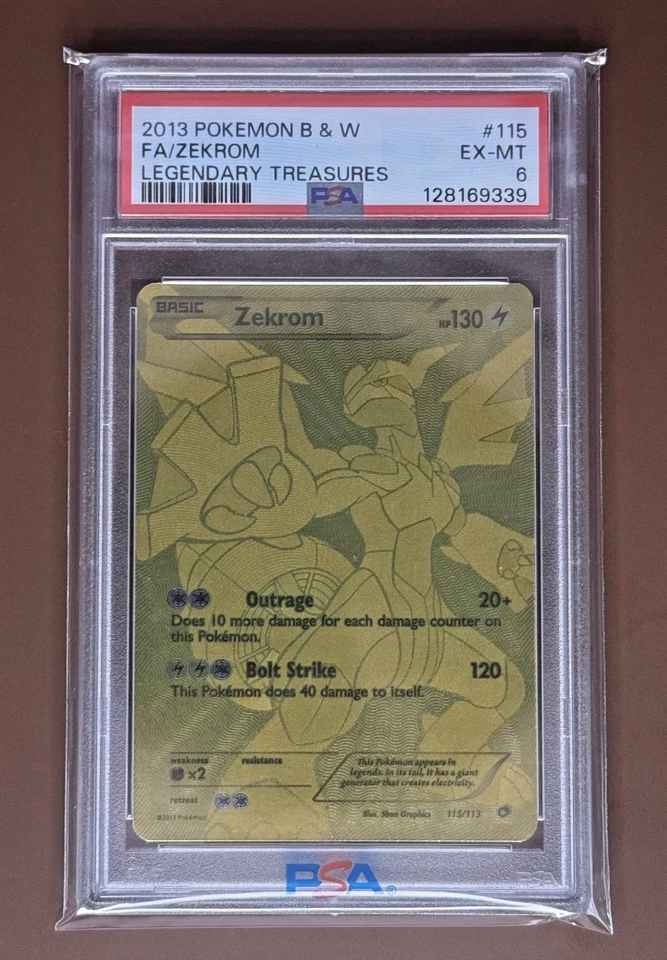 2013 POKEMON B & W #115
FA/ZEKROM EX-MT
LEGENDARY TREASURES 6
PSA 128169339
BASIC Zekrom HP130
Outrage 20+
Does 10 more damage for each damage counter on
this Pokémon.
Bolt Strike 120
This Pokémon does 40 damage to itself.
weakness resistance
×2
This Pokémon appears in
legends. In its tail, it has a giant
generator that creates electricity.
retreat
©2013 Pokémon Illus. 5ban Graphics 115/113
PSA®